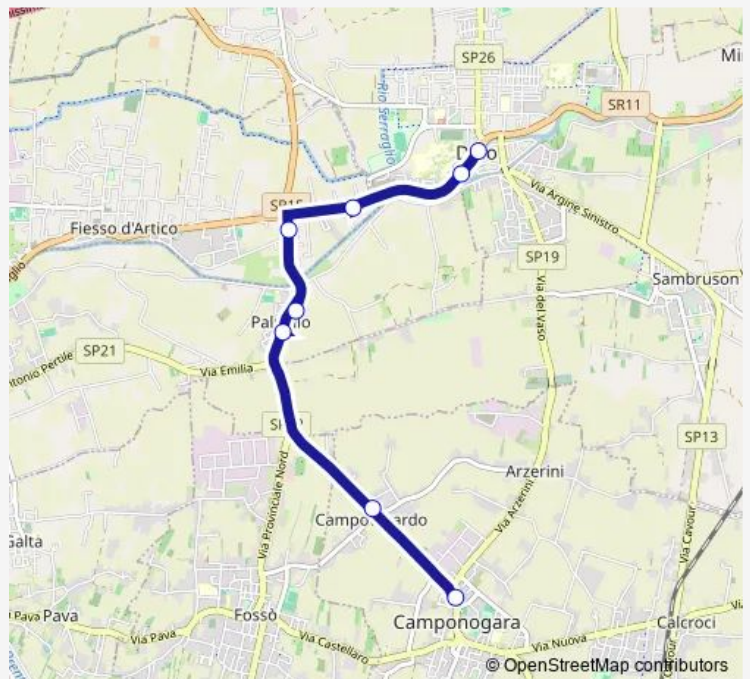 SP26
Mi
SR11
Rio Serraglio
Via Argine Sinistro
Fiesso d'Artico
SP19
Sambruson
Via del Vaso
SP21
Via Emilia
SP13
Arzerini
Via Arzerini
Via Provinciale Nord
Via Cavour
Camponogara
Fossò
Pava
Via Pava
Via Castellaro
Via Nuova
Calcroci
© OpenStreetMap contributors